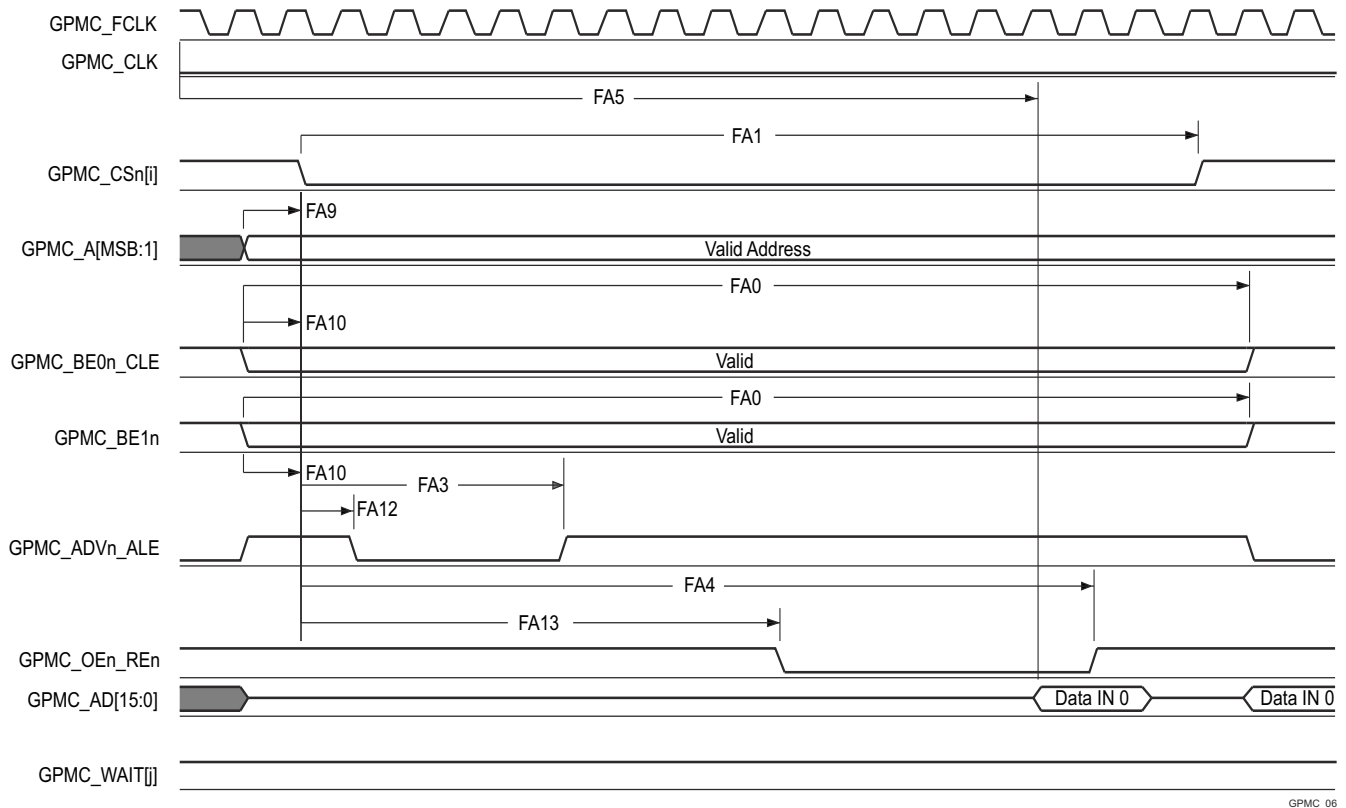 GPMC_FCLK
GPMC_CLK
FA5
FA1
GPMC_CSn[i]
FA9
GPMC_A[MSB:1] Valid Address
FA0
FA10
GPMC_BE0n_CLE Valid
FA0
GPMC_BE1n Valid
FA10
FA3
FA12
GPMC_ADVn_ALE
FA4
FA13
GPMC_OEn_REn
GPMC_AD[15:0] Data IN 0 Data IN 0
GPMC_WAIT[j]
GPMC_06